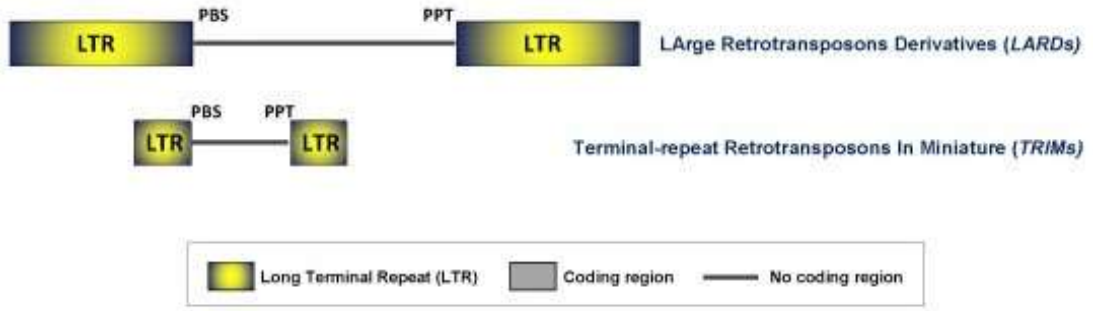 PBS PPT
LTR LTR LArge Retrotransposons Derivatives (LARDs)
PBS PPT
LTR LTR Terminal-repeat Retrotransposons In Miniature (TRIMs)
Long Terminal Repeat (LTR) Coding region No coding region